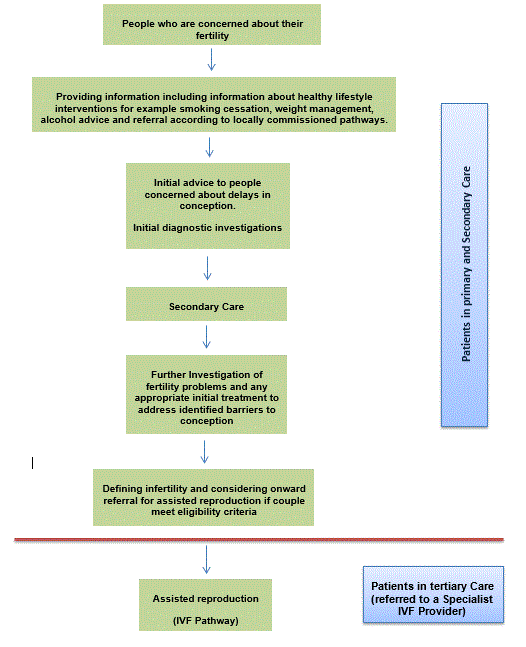 People who are concerned about their
fertility
Providing information including information about healthy lifestyle
interventions for example smoking cessation, weight management,
alcohol advice and referral according to locally commissioned pathways.
Initial advice to people
concerned about delays in
conception.
Initial diagnostic investigations
Secondary Care
Further Investigation of
fertility problems and any
appropriate initial treatment to
address identified barriers to
conception
Defining infertility and considering onward
referral for assisted reproduction if couple
meet eligibility criteria
Patients in primary and Secondary Care
Assisted reproduction
(IVF Pathway)
Patients in tertiary Care
(referred to a Specialist
IVF Provider)